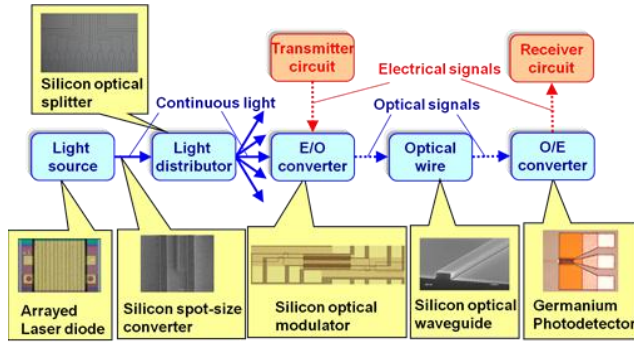 Silicon optical
splitter
Transmitter
circuit
Receiver
circuit
Electrical signals
Continuous light
Optical signals
Light
source
Light
distributor
E/O
converter
Optical
wire
O/E
converter
Arrayed
Laser diode
Silicon spot-size
converter
Silicon optical
modulator
Silicon optical
waveguide
Germanium
Photodetector